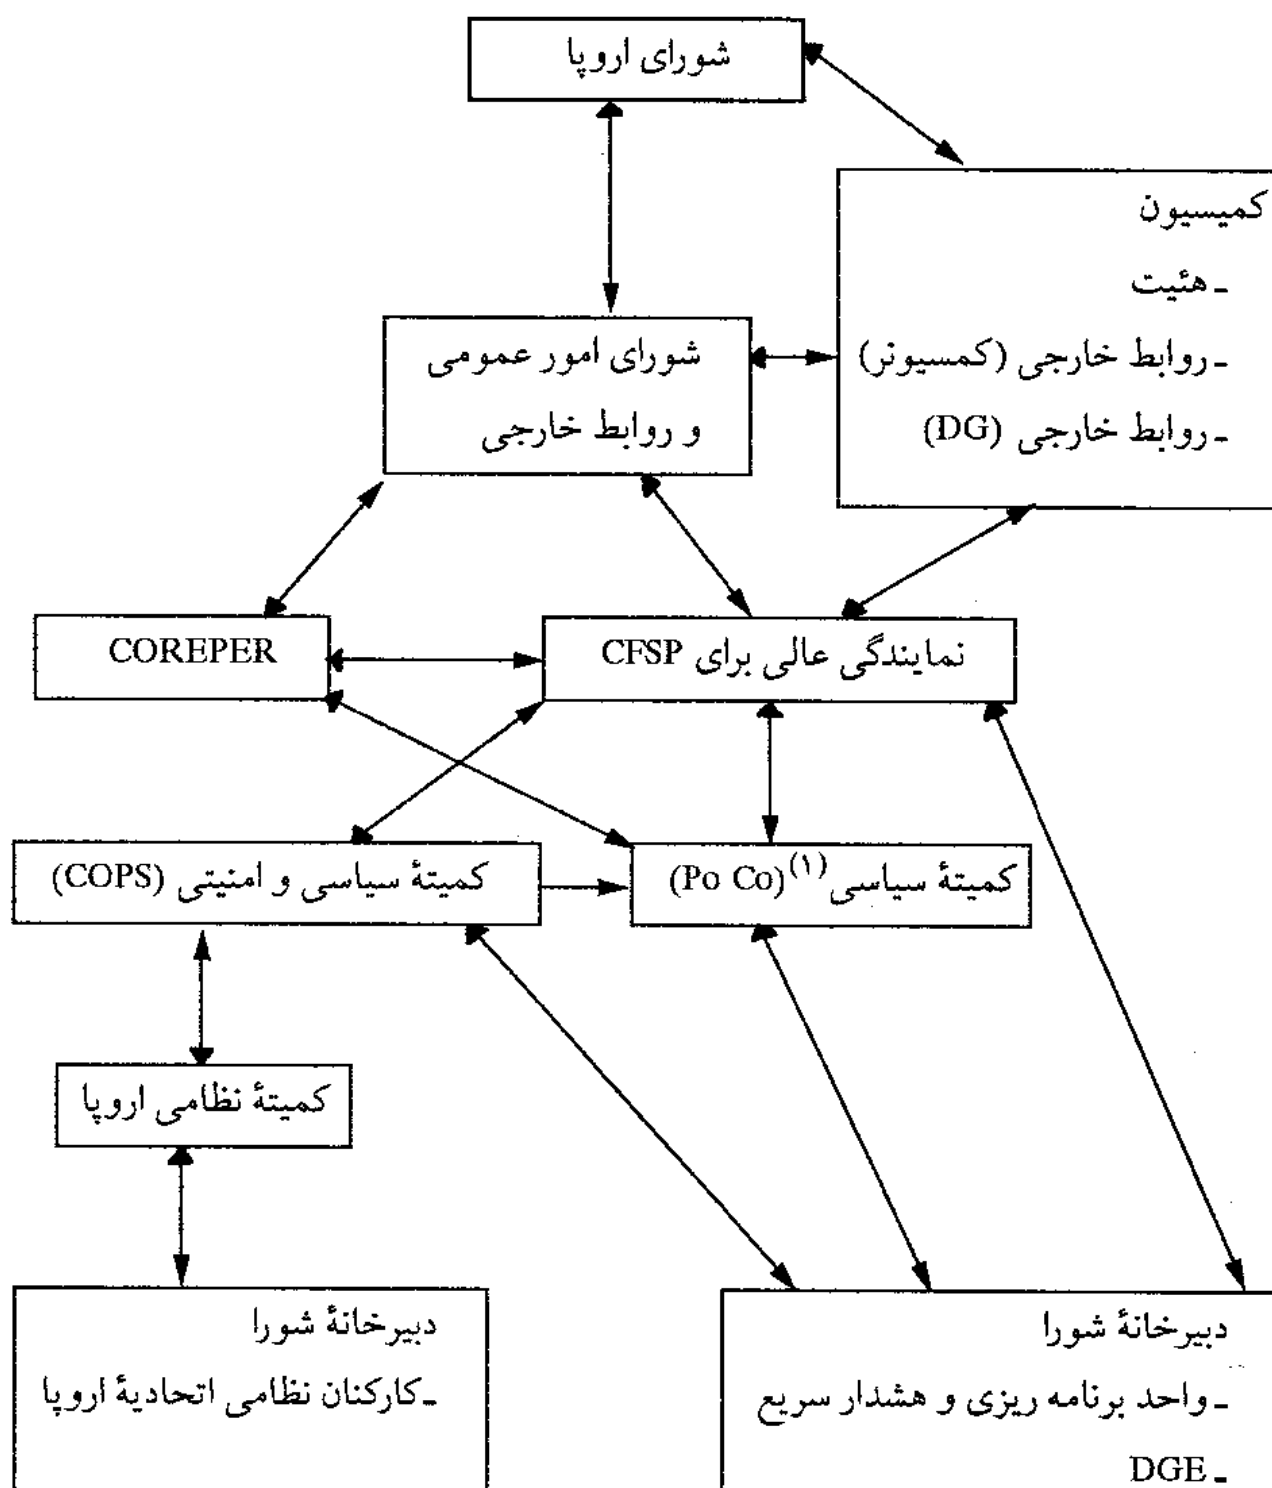 شورای اروپا
کمیسیون
ـ هئیت
ـ روابط خارجی (کمسیونر)
ـ روابط خارجی (DG)
شورای امور عمومی
و روابط خارجی
COREPER
نمایندگی عالی برای CFSP
کمیتهٔ سیاسی و امنیتی (COPS)
کمیتهٔ سیاسی(۱) (Po Co)
کمیتهٔ نظامی اروپا
دبیرخانهٔ شورا
ـ کارکنان نظامی اتحادیهٔ اروپا
دبیرخانهٔ شورا
ـ واحد برنامه ریزی و هشدار سریع
ـ DGE